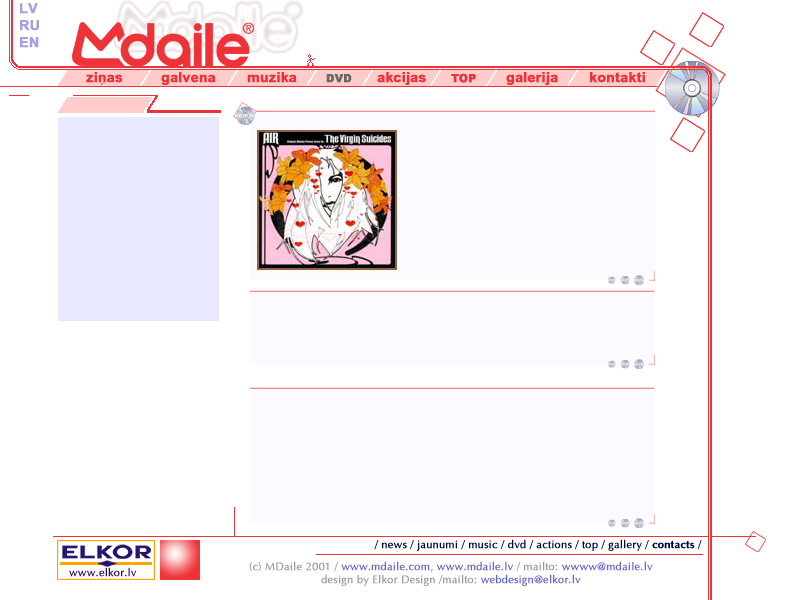 LV
RU
EN
Mdaile®
ziņas galvena muzika DVD akcijas TOP galerija kontakti
AIR Original Motion Picture Score for The Virgin Suicides
/ news / jaunumi / music / dvd / actions / top / gallery / contacts /
ELKOR
www.elkor.lv
(c) MDaile 2001 / www.mdaile.com, www.mdaile.lv / mailto: wwww@mdaile.lv
design by Elkor Design /mailto: webdesign@elkor.lv